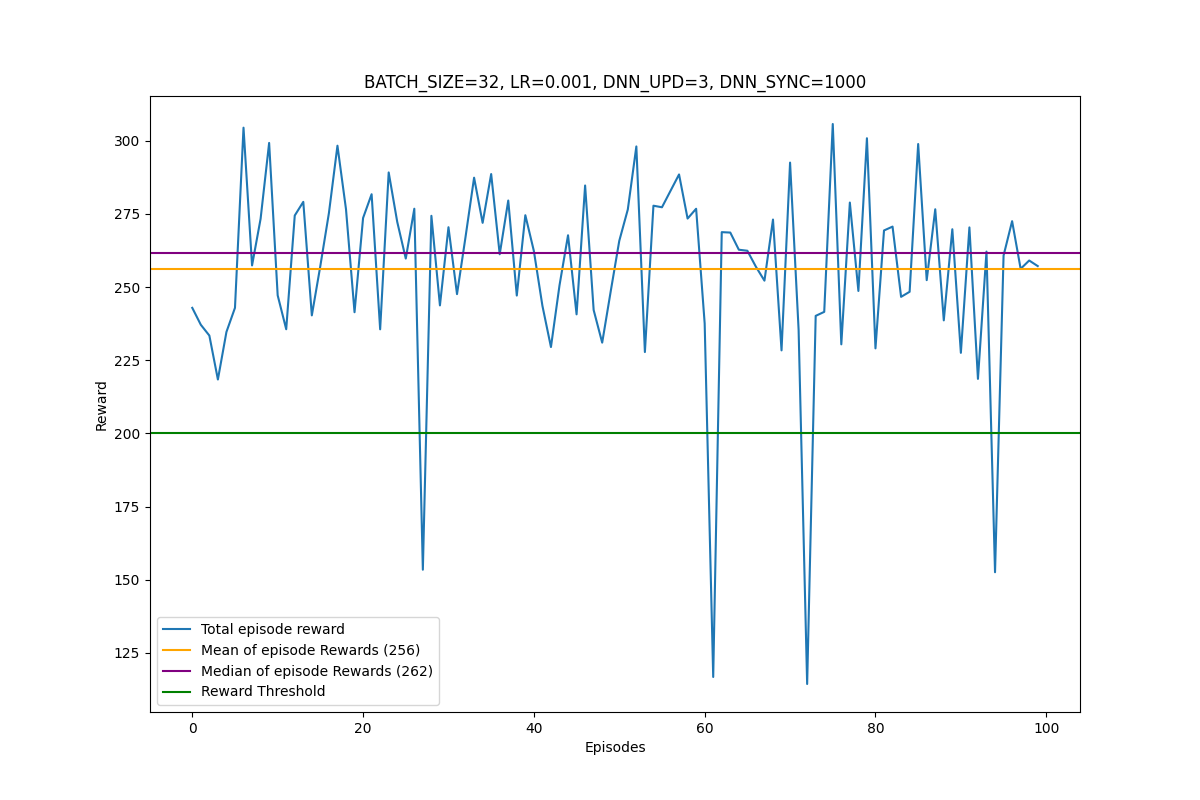 BATCH_SIZE=32, LR=0.001, DNN_UPD=3, DNN_SYNC=1000
300
275
250
225
200
175
150
125
Reward
Total episode reward
Mean of episode Rewards (256)
Median of episode Rewards (262)
Reward Threshold
0 20 40 60 80 100
Episodes